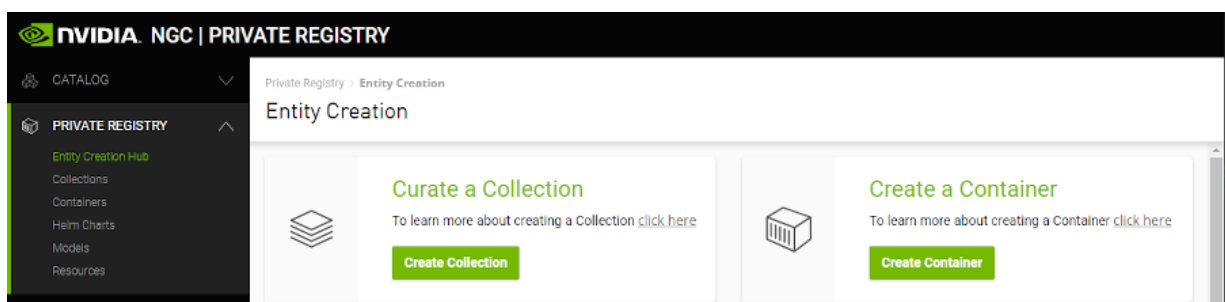 NVIDIA. NGC | PRIVATE REGISTRY
CATALOG
PRIVATE REGISTRY
Entity Creation Hub
Collections
Containers
Helm Charts
Models
Resources
Private Registry > Entity Creation
Entity Creation
Curate a Collection
To learn more about creating a Collection click here
Create Collection
Create a Container
To learn more about creating a Container click here
Create Container